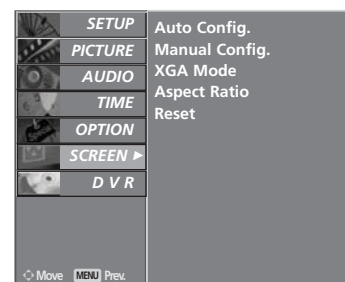 SETUP
PICTURE
AUDIO
TIME
OPTION
SCREEN ►
D V R
Auto Config.
Manual Config.
XGA Mode
Aspect Ratio
Reset
Move MENU Prev.